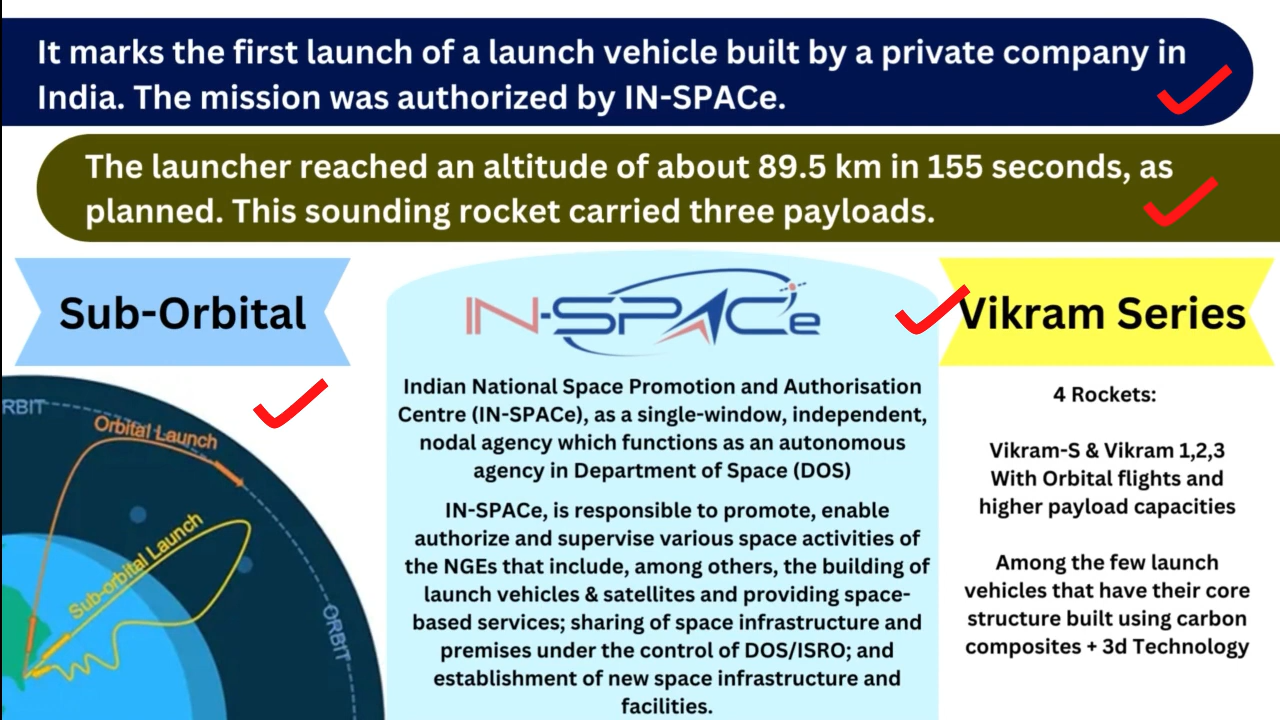 It marks the first launch of a launch vehicle built by a private company in
India. The mission was authorized by IN-SPACe.
The launcher reached an altitude of about 89.5 km in 155 seconds, as
planned. This sounding rocket carried three payloads.
Sub-Orbital
RBIT
Orbital Launch
Sub-orbital Launch
ORBIT
IN-SPACe
Indian National Space Promotion and Authorisation
Centre (IN-SPACe), as a single-window, independent,
nodal agency which functions as an autonomous
agency in Department of Space (DOS)
IN-SPACe, is responsible to promote, enable
authorize and supervise various space activities of
the NGEs that include, among others, the building of
launch vehicles & satellites and providing space-
based services; sharing of space infrastructure and
premises under the control of DOS/ISRO; and
establishment of new space infrastructure and
facilities.
Vikram Series
4 Rockets:
Vikram-S & Vikram 1,2,3
With Orbital flights and
higher payload capacities
Among the few launch
vehicles that have their core
structure built using carbon
composites + 3d Technology